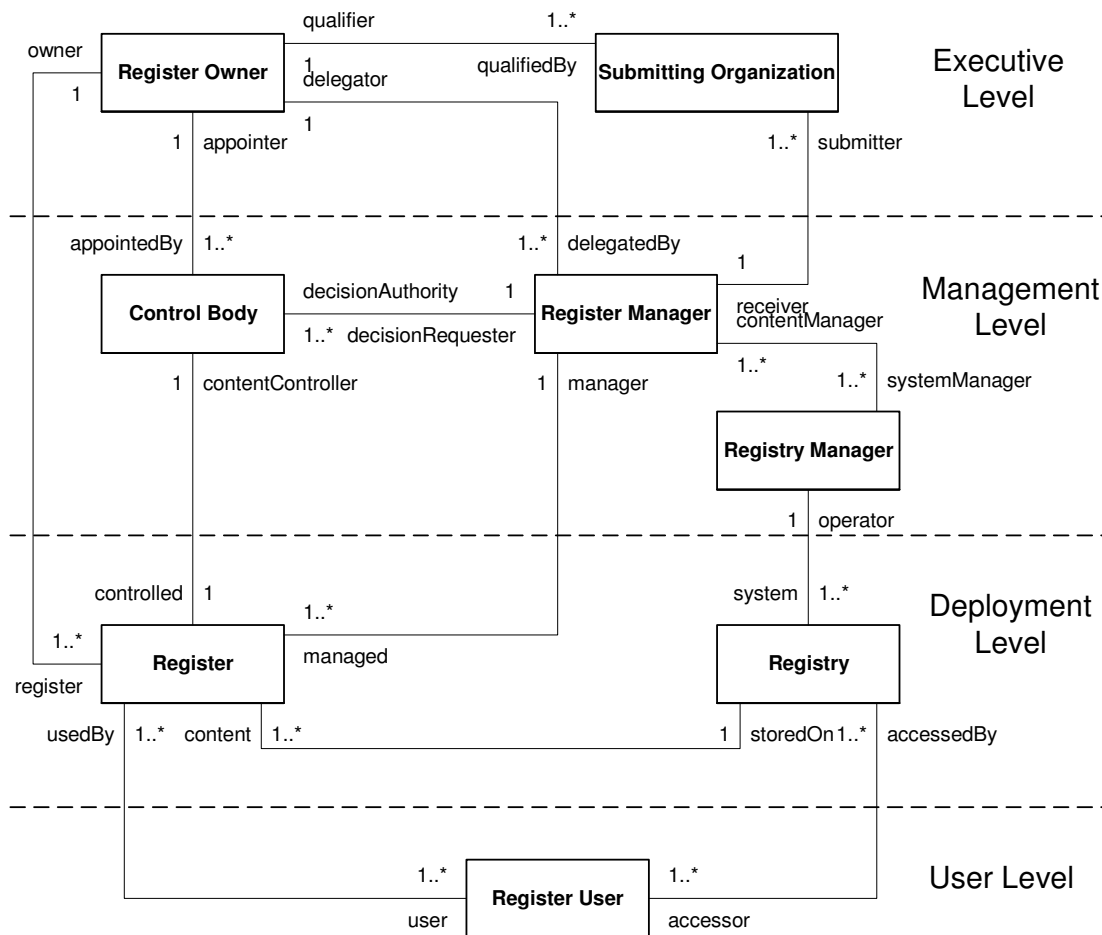 qualifier
1..*
owner
1
Register Owner
1
delegator
qualifiedBy
Submitting Organization
Executive
Level
1
1
appointer
1..*
submitter
appointedBy
1..*
1..*
delegatedBy
1
Control Body
decisionAuthority
1
Register Manager
receiver
contentManager
Management
Level
1..*
decisionRequester
1
contentController
1
manager
1..*
1..*
systemManager
Registry Manager
1
operator
controlled
1
1..*
system
1..*
Deployment
Level
1..*
Register
managed
Registry
register
usedBy
1..*
content
1..*
1
storedOn
1..*
accessedBy
1..*
Register User
1..*
User Level
user
accessor